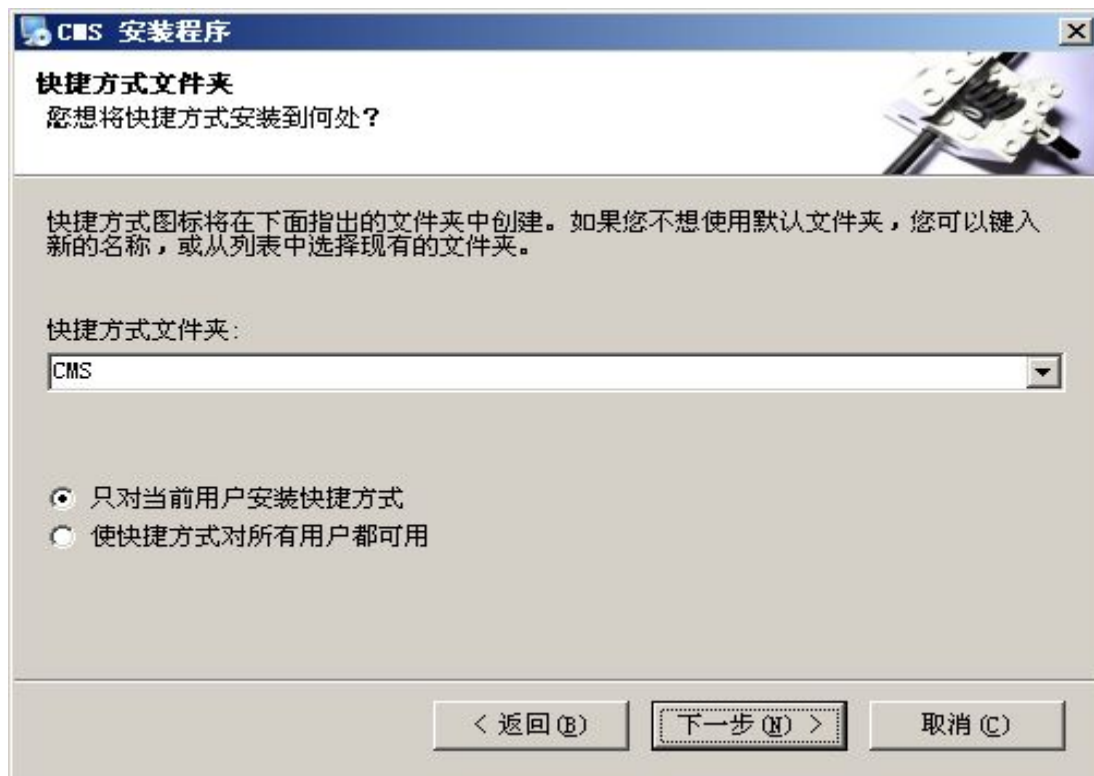 CMS 安装程序
快捷方式文件夹
您想将快捷方式安装到何处?
快捷方式图标将在下面指出的文件夹中创建。如果您不想使用默认文件夹,您可以键入
新的名称,或从列表中选择现有的文件夹。
快捷方式文件夹:
CMS
只对当前用户安装快捷方式
使快捷方式对所有用户都可用
< 返回(B)
下一步(N) >
取消(C)